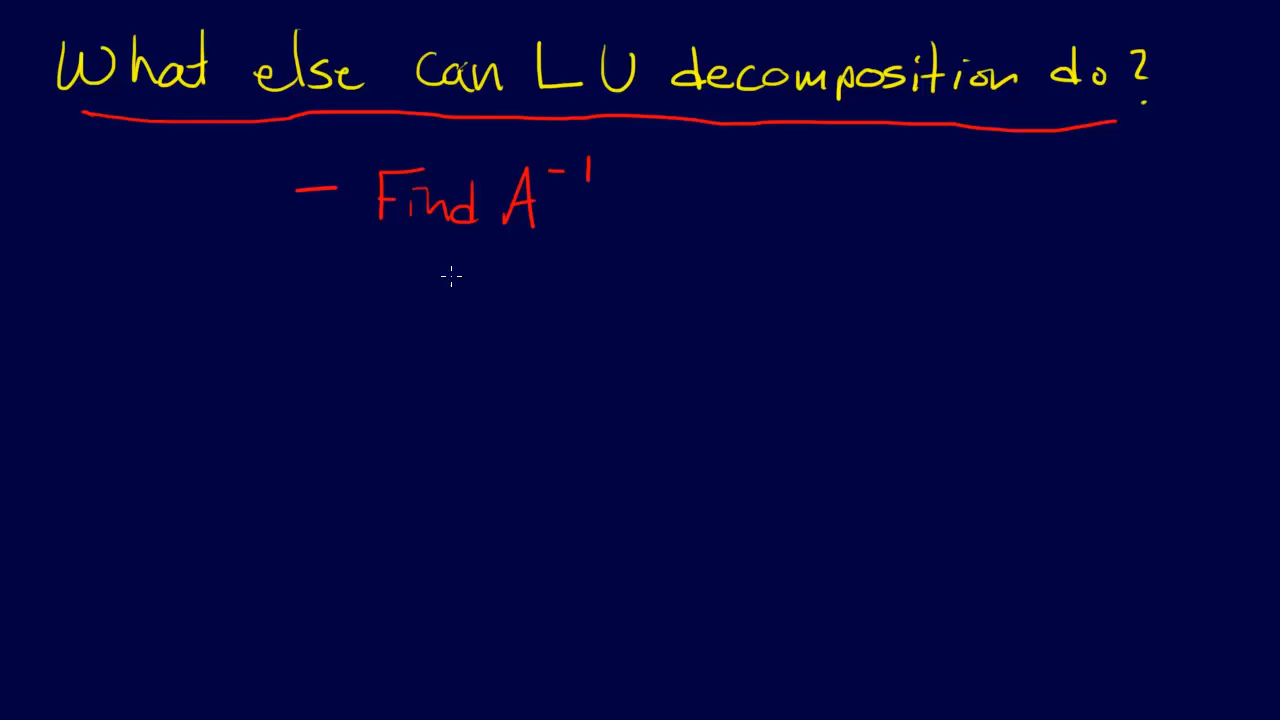 What else can LU decomposition do?
- Find A⁻¹